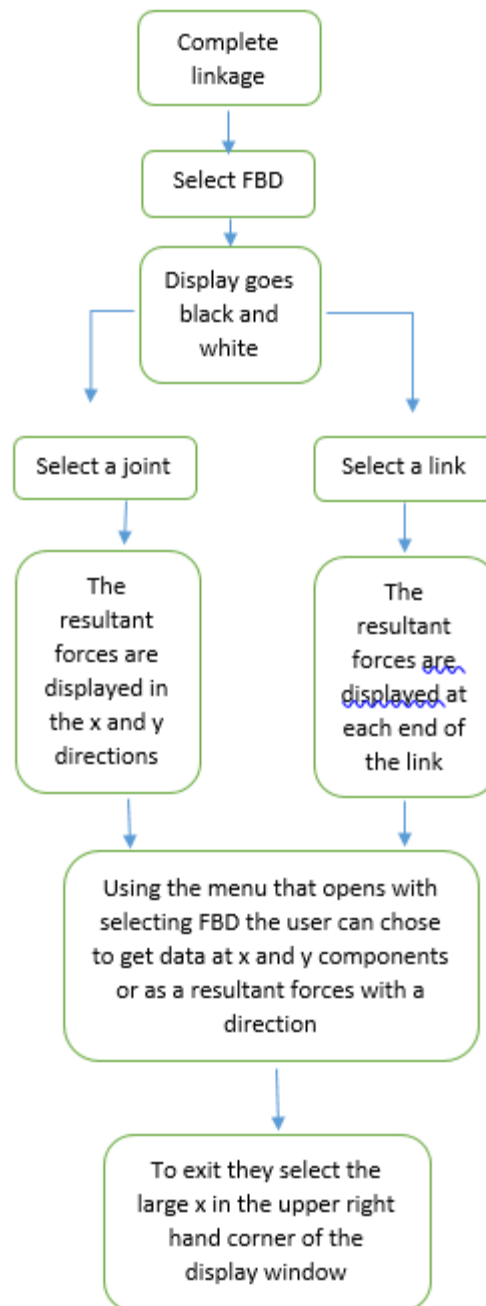 Complete
linkage
Select FBD
Display goes
black and
white
Select a joint
Select a link
The
resultant
forces are
displayed in
the x and y
directions
The
resultant
forces are
displayed at
each end of
the link
Using the menu that opens with
selecting FBD the user can chose
to get data at x and y components
or as a resultant forces with a
direction
To exit they select the
large x in the upper right
hand corner of the
display window